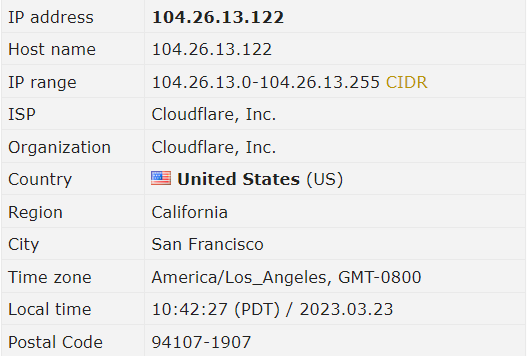 IP address 104.26.13.122
Host name 104.26.13.122
IP range 104.26.13.0-104.26.13.255 CIDR
ISP Cloudflare, Inc.
Organization Cloudflare, Inc.
Country United States (US)
Region California
City San Francisco
Time zone America/Los_Angeles, GMT-0800
Local time 10:42:27 (PDT) / 2023.03.23
Postal Code 94107-1907